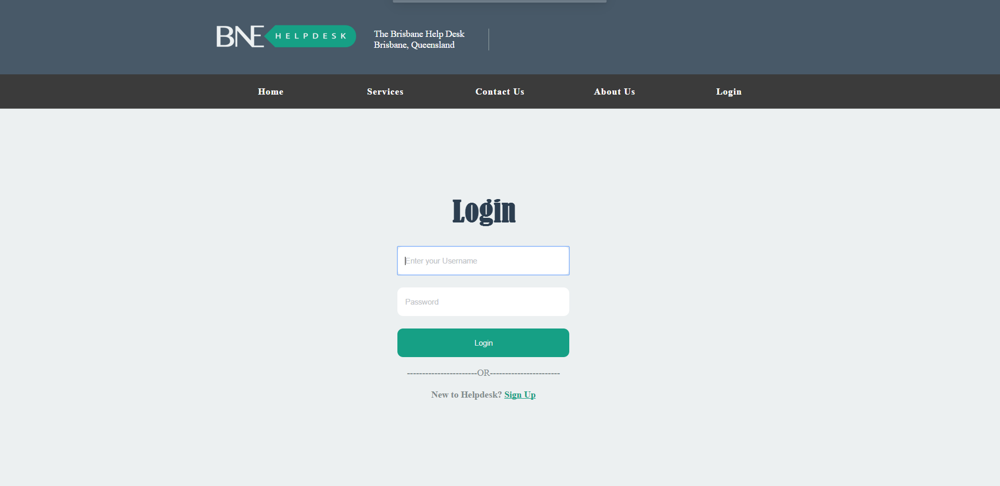 BNE HELPDESK
The Brisbane Help Desk
Brisbane, Queensland
Home Services Contact Us About Us Login
Login
Enter your Username
Password
Login
-----------------------OR-----------------------
New to Helpdesk? Sign Up